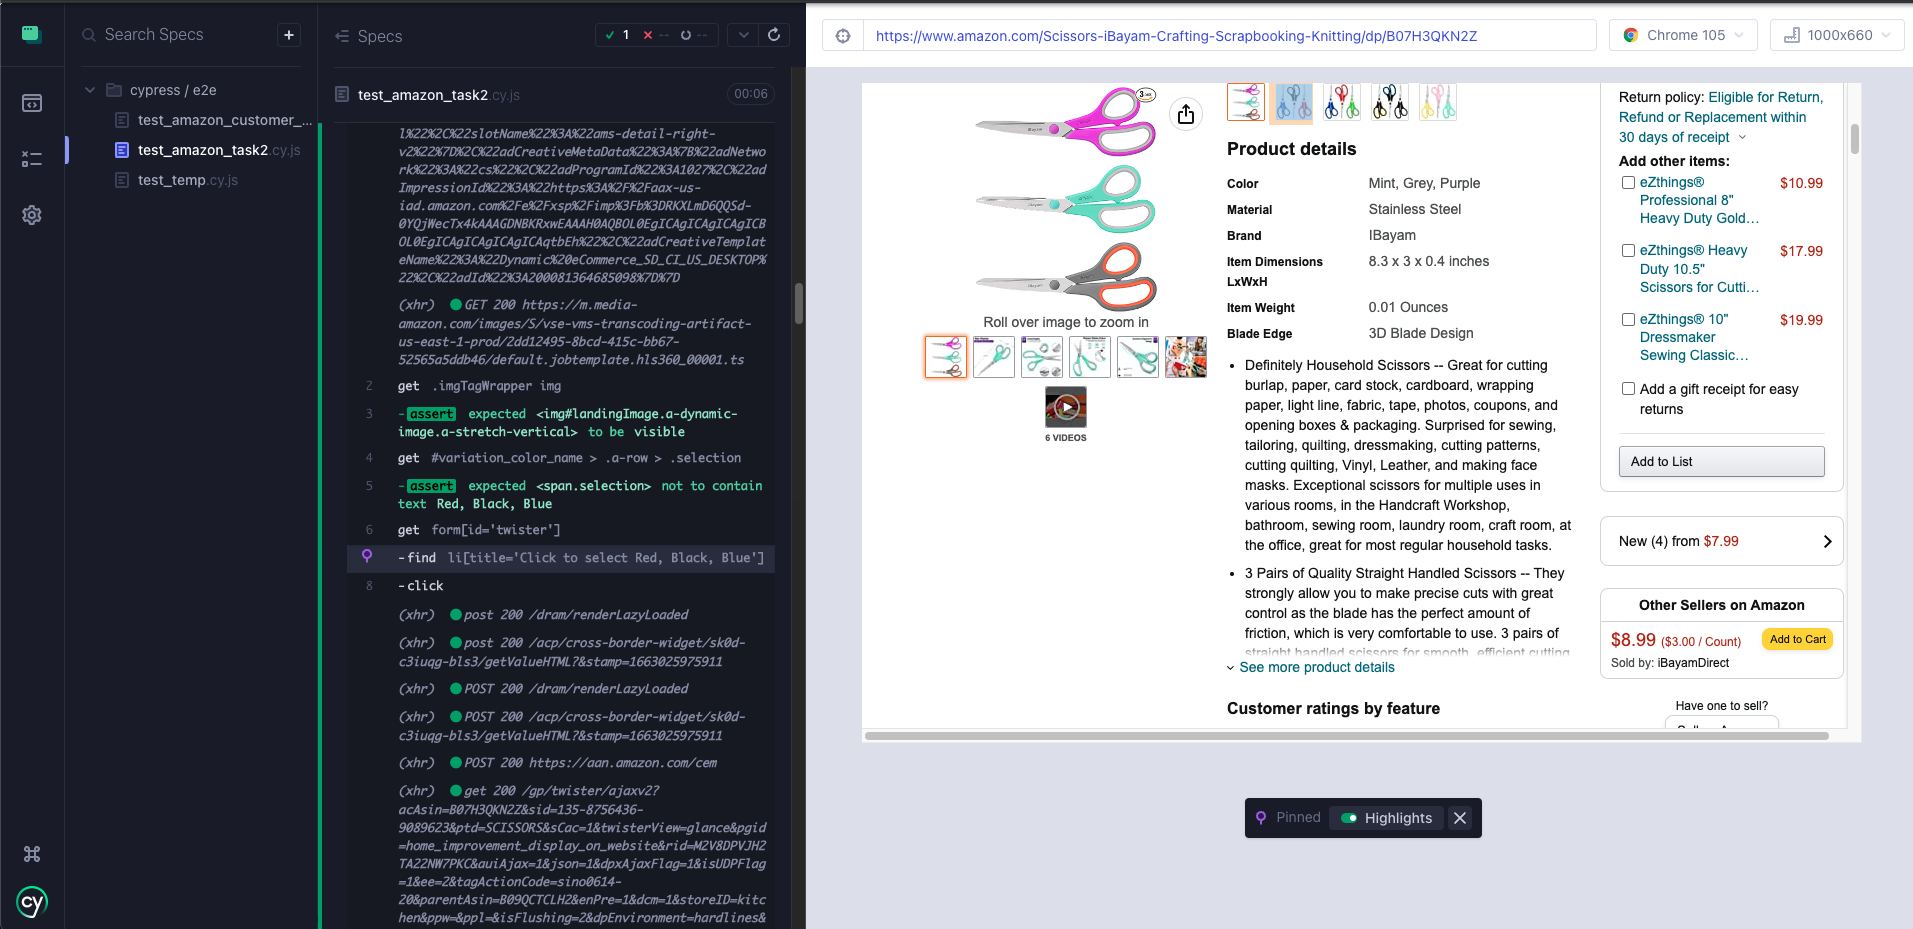 Search Specs
+
cypress / e2e
test_amazon_customer_...
test_amazon_task2.cy.js
test_temp.cy.js
cy
Specs
1
--
--
test_amazon_task2.cy.js
00:06
l%22%2C%22slotName%22%3A%22ams-detail-right-
v2%22%7D%2C%22adCreativeMetaData%22%3A%7B%22adNetwo
rk%22%3A%22cs%22%2C%22adProgramId%22%3A1027%2C%22ad
ImpressionId%22%3A%22https%3A%2F%2Faax-us-
iad.amazon.com%2Fe%2Fxsp%2Fimp%3Fb%3DRKXLmD6QQSd-
0YQjWecTx4kAAAGDNBKRxwEAAAH0AQBOL0EgICAgICAgICAgICB
OL0EgICAgICAgICAgICAqtbEh%22%2C%22adCreativeTemplat
eName%22%3A%22Dynamic%20eCommerce_SD_CI_US_DESKTOP%
22%2C%22adId%22%3A200081364685098%7D%7D
(xhr) GET 200 https://m.media-
amazon.com/images/S/vse-vms-transcoding-artifact-
us-east-1-prod/2dd12495-8bcd-415c-bb67-
52565a5ddb46/default.jobtemplate.hls360_00001.ts
2 get .imgTagWrapper img
3 -assert expected <img#landingImage.a-dynamic-
image.a-stretch-vertical> to be visible
4 get #variation_color_name > .a-row > .selection
5 -assert expected <span.selection> not to contain
text Red, Black, Blue
6 get form[id='twister']
-find li[title='Click to select Red, Black, Blue']
8 -click
(xhr) post 200 /dram/renderLazyLoaded
(xhr) post 200 /acp/cross-border-widget/sk0d-
c3iuqg-bls3/getValueHTML?&stamp=1663025975911
(xhr) POST 200 /dram/renderLazyLoaded
(xhr) POST 200 /acp/cross-border-widget/sk0d-
c3iuqg-bls3/getValueHTML?&stamp=1663025975911
(xhr) POST 200 https://aan.amazon.com/cem
(xhr) get 200 /gp/twister/ajaxv2?
acAsin=B07H3QKN2Z&sid=135-8756436-
9089623&ptd=SCISSORS&sCac=1&twisterView=glance&pgid
=home_improvement_display_on_website&rid=M2V8DPVJH2
TA22NW7PKC&auiAjax=1&json=1&dpxAjaxFlag=1&isUDPFlag
=1&ee=2&tagActionCode=sino0614-
20&parentAsin=B09QCTCLH2&enPre=1&dcm=1&storeID=kitc
hen&ppw=&ppl=&isFlushing=2&dpEnvironment=hardlines&
https://www.amazon.com/Scissors-iBayam-Crafting-Scrapbooking-Knitting/dp/B07H3QKN2Z
Chrome 105
1000x660
Roll over image to zoom in
6 VIDEOS
Product details
Color Mint, Grey, Purple
Material Stainless Steel
Brand IBayam
Item Dimensions 8.3 x 3 x 0.4 inches
LxWxH
Item Weight 0.01 Ounces
Blade Edge 3D Blade Design
• Definitely Household Scissors -- Great for cutting
burlap, paper, card stock, cardboard, wrapping
paper, light line, fabric, tape, photos, coupons, and
opening boxes & packaging. Surprised for sewing,
tailoring, quilting, dressmaking, cutting patterns,
cutting quilting, Vinyl, Leather, and making face
masks. Exceptional scissors for multiple uses in
various rooms, in the Handcraft Workshop,
bathroom, sewing room, laundry room, craft room, at
the office, great for most regular household tasks.
• 3 Pairs of Quality Straight Handled Scissors -- They
strongly allow you to make precise cuts with great
control as the blade has the perfect amount of
friction, which is very comfortable to use. 3 pairs of
straight handled scissors for smooth, efficient cutting
See more product details
Customer ratings by feature
Return policy: Eligible for Return,
Refund or Replacement within
30 days of receipt
Add other items:
eZthings® $10.99
Professional 8"
Heavy Duty Gold…
eZthings® Heavy $17.99
Duty 10.5"
Scissors for Cutti…
eZthings® 10" $19.99
Dressmaker
Sewing Classic…
Add a gift receipt for easy
returns
Add to List
New (4) from $7.99
Other Sellers on Amazon
$8.99 ($3.00 / Count) Add to Cart
Sold by: iBayamDirect
Have one to sell?
Pinned
Highlights